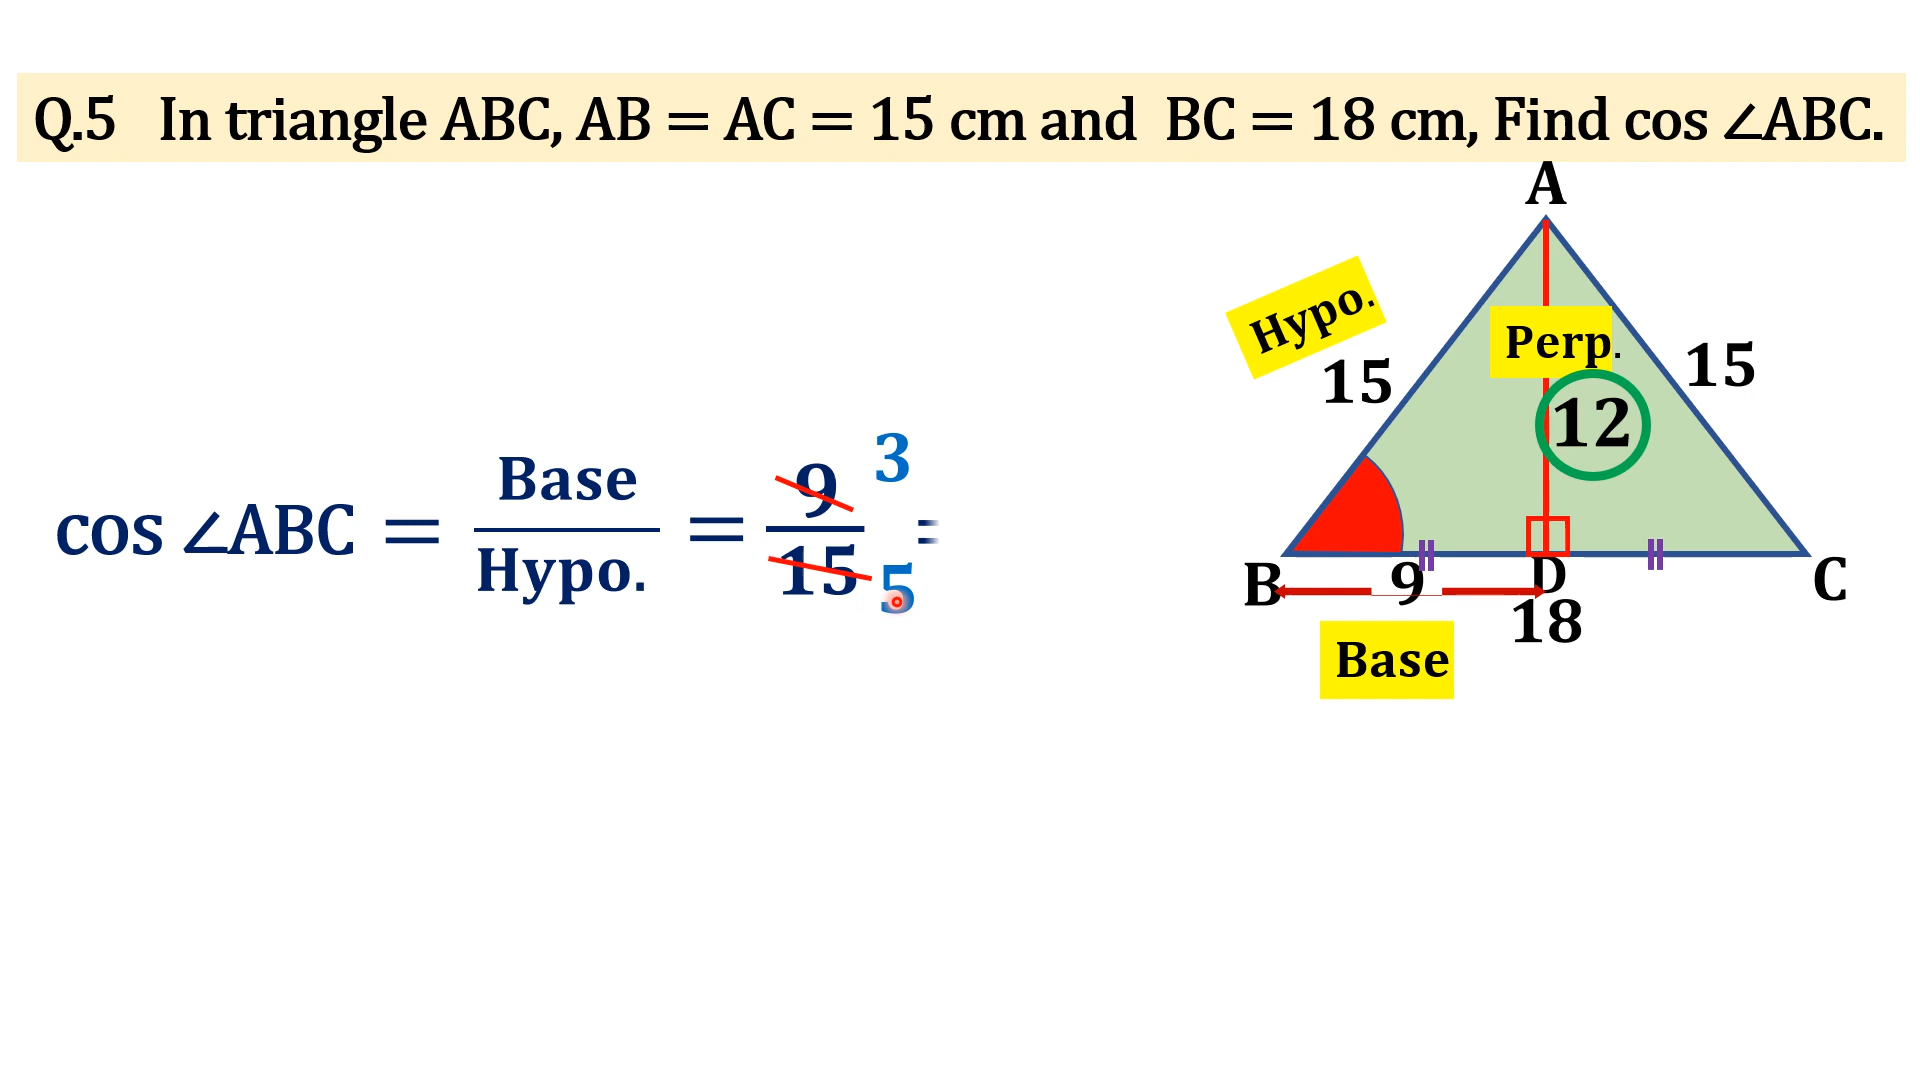 Q.5 In triangle ABC, AB = AC = 15 cm and BC = 18 cm, Find cos ∠ABC.
A
Hypo.
Perp.
15
15
12
cos ∠ABC = Base/Hypo. = 9/15 =
3
5
B
9
D
C
18
Base